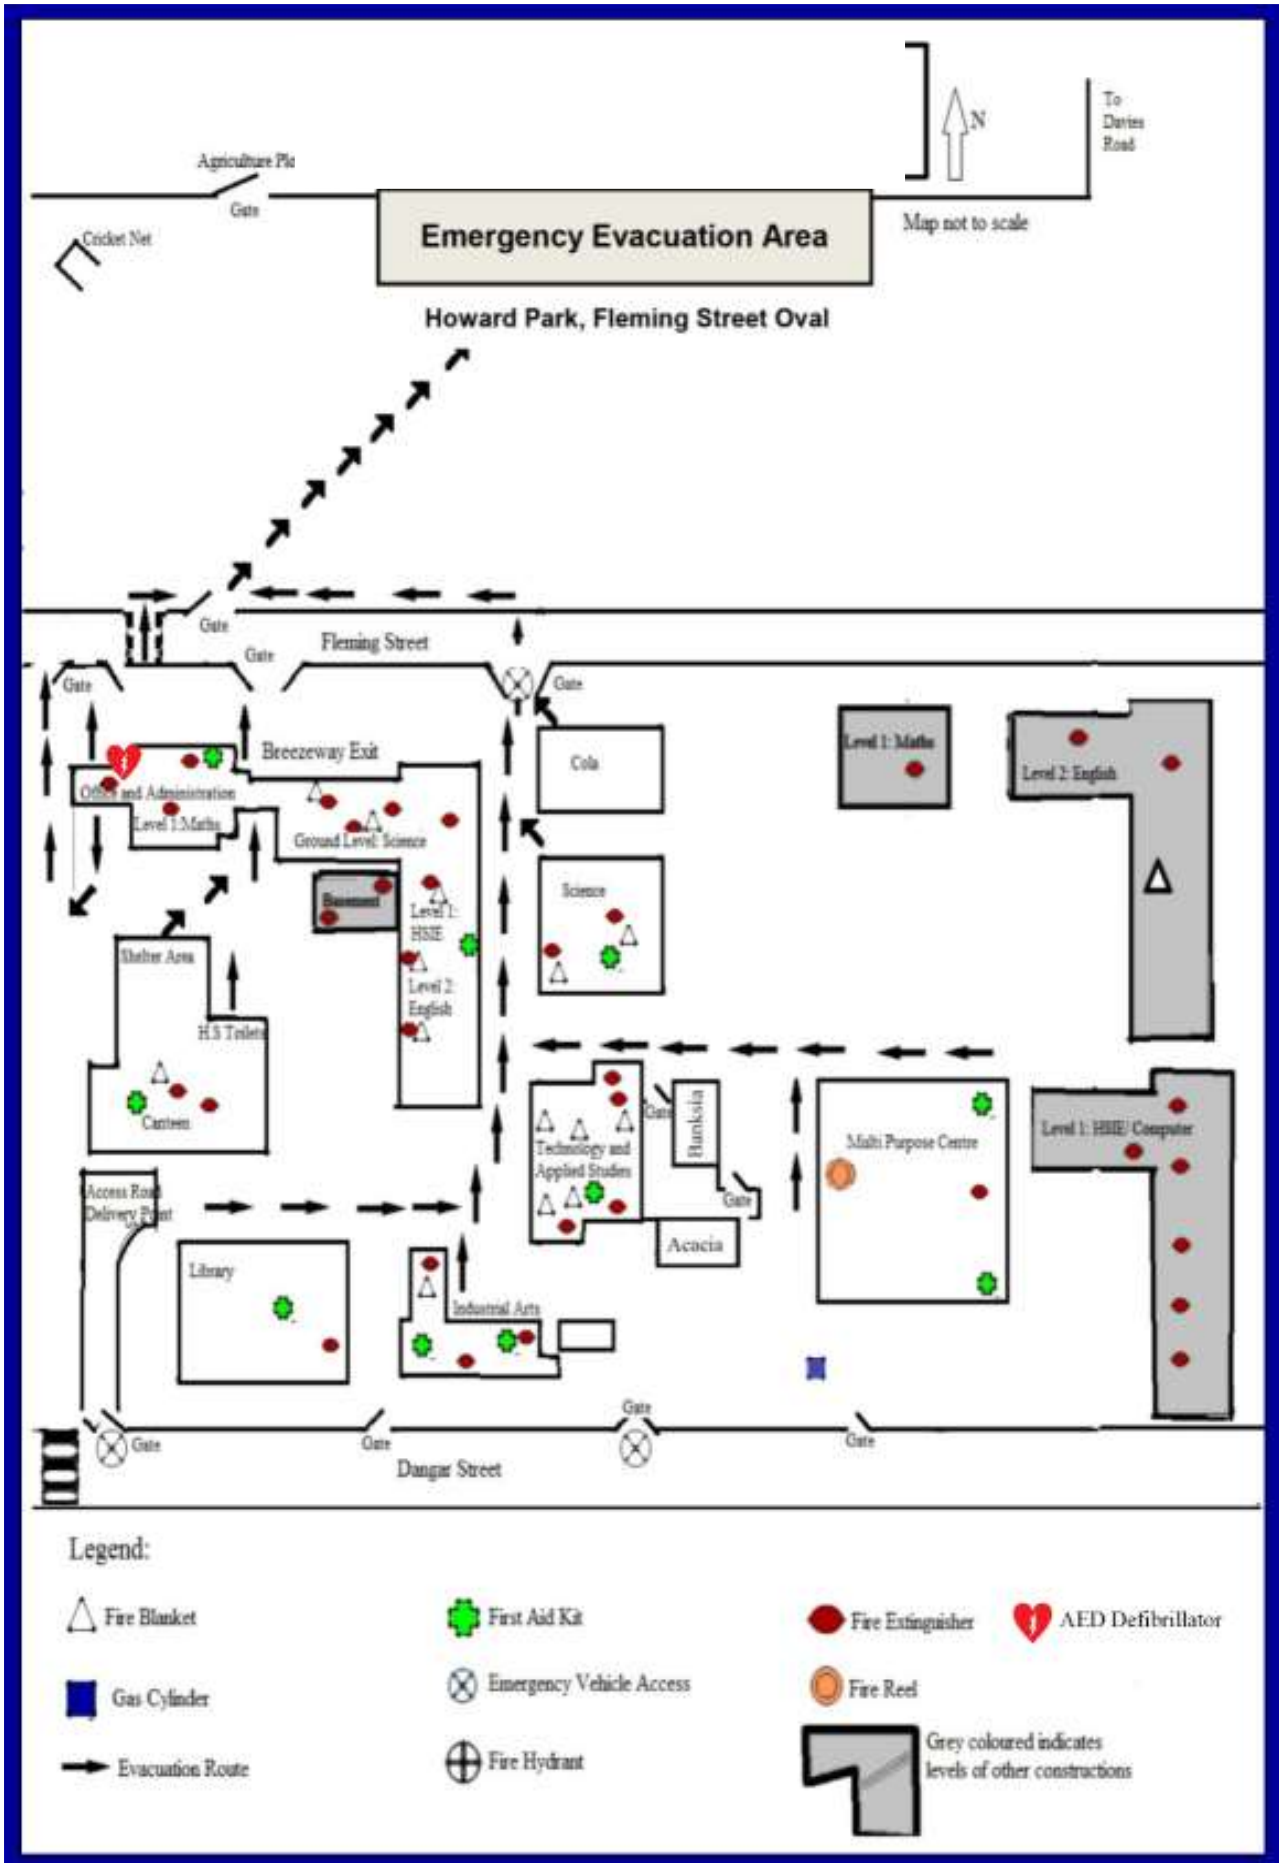 N
To
Davies
Road
Agriculture Plo
Gate
Emergency Evacuation Area
Map not to scale
Cricket Net
Howard Park, Fleming Street Oval
Gate
Fleming Street
Gate
Gate
Gate
Breezeway Exit
Cola
Level 1: Maths
Level 2: English
Office and Administration
Level 1:Maths
Ground Level: Science
Basement
Science
Level 1:
HSIE
Shelter Area
Level 2:
English
H.S Toilets
Canteen
Gate
Banksia
Technology and
Applied Studies
Multi Purpose Centre
Level 1: HSIE/ Computer
Access Road
Delivery Point
Gate
Acacia
Library
Industrial Arts
Gate
Gate
Gate
Gate
Dangar Street
Legend:
Fire Blanket
First Aid Kit
Fire Extinguisher
AED Defibrillator
Gas Cylinder
Emergency Vehicle Access
Fire Reel
Evacuation Route
Fire Hydrant
Grey coloured indicates
levels of other constructions